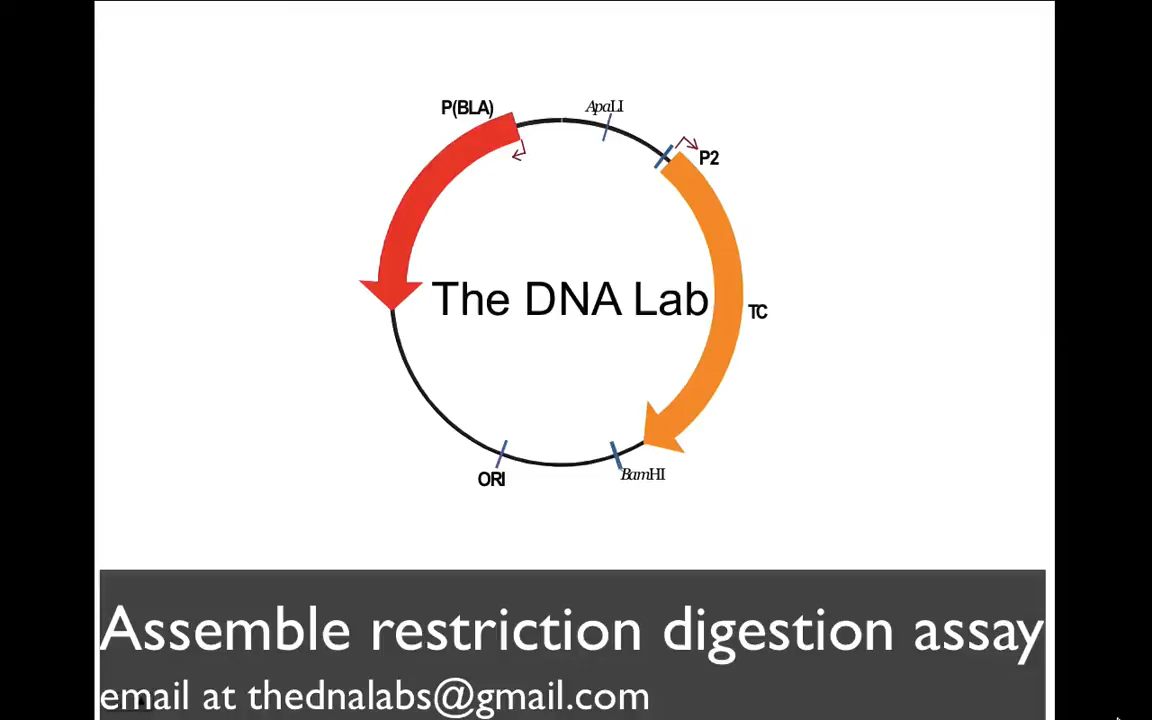 P(BLA)
ApaLI
P2
The DNA Lab
TC
ORI
BamHI
Assemble restriction digestion assay
email at thednalabs@gmail.com